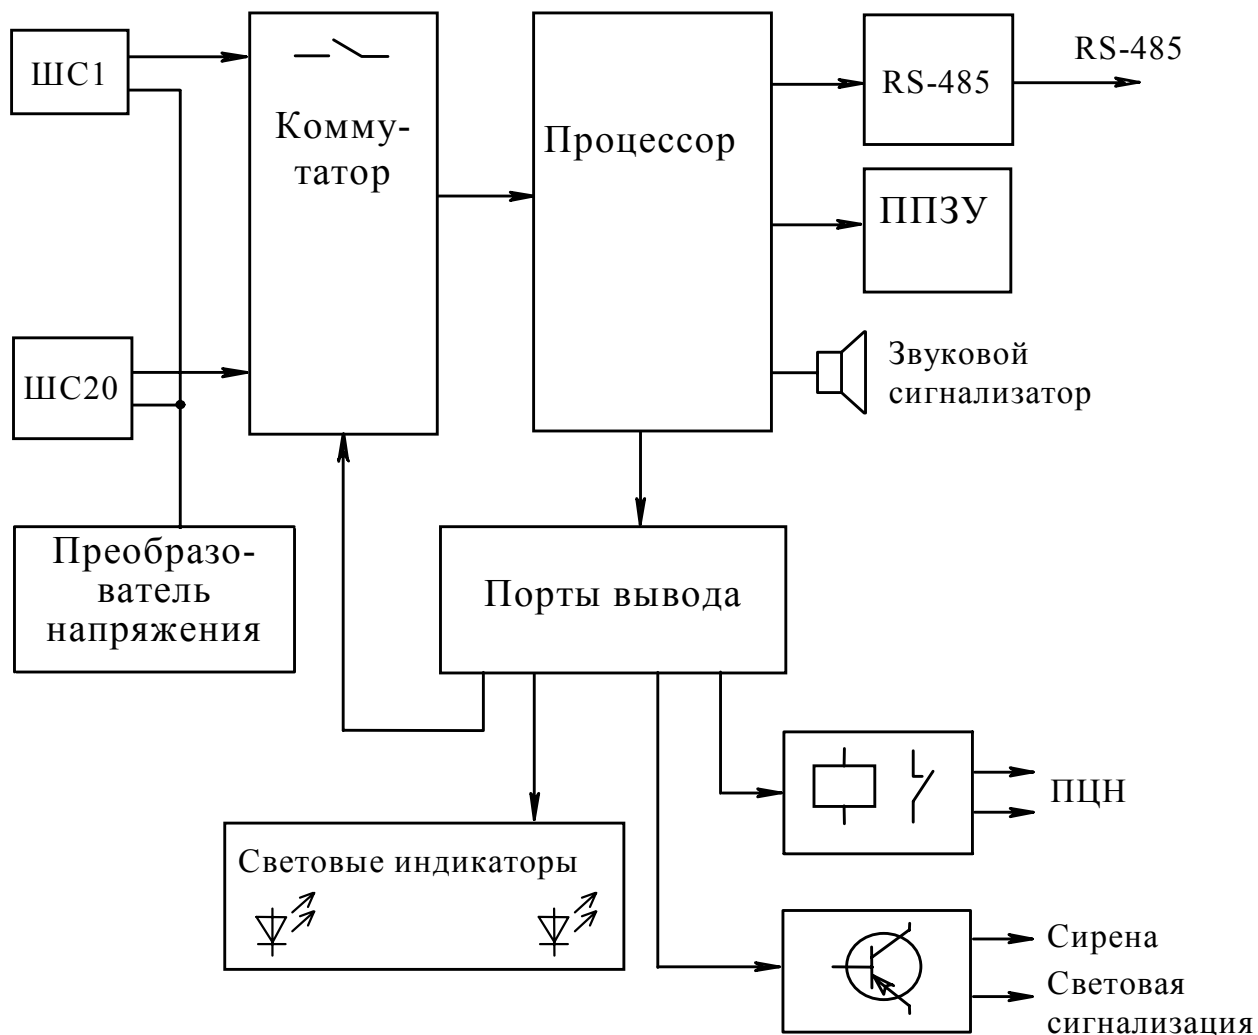 ШС1
Комму-
татор
Процессор
RS-485
RS-485
ППЗУ
Звуковой
сигнализатор
ШС20
Преобразо-
ватель
напряжения
Порты вывода
ПЦН
Световые индикаторы
Сирена
Световая
сигнализация